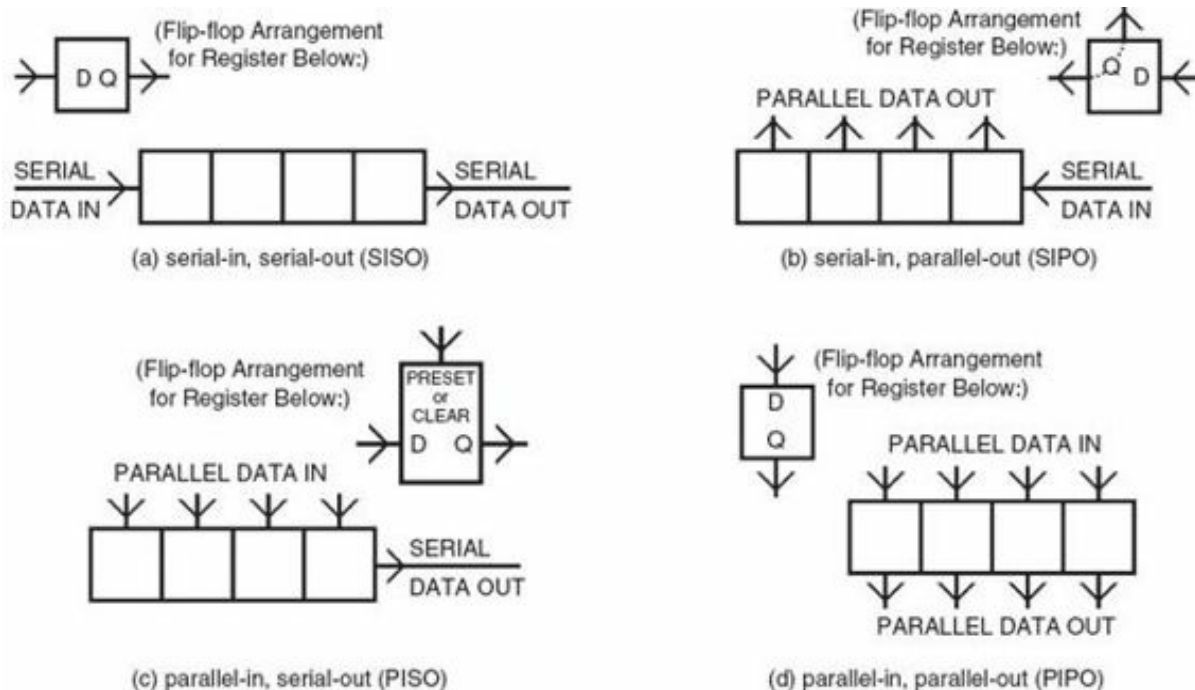 (Flip-flop Arrangement
for Register Below:)
D Q
SERIAL
DATA IN
SERIAL
DATA OUT
(a) serial-in, serial-out (SISO)
(Flip-flop Arrangement
for Register Below:)
Q D
PARALLEL DATA OUT
SERIAL
DATA IN
(b) serial-in, parallel-out (SIPO)
(Flip-flop Arrangement
for Register Below:)
PRESET
or
CLEAR
D Q
PARALLEL DATA IN
SERIAL
DATA OUT
(c) parallel-in, serial-out (PISO)
(Flip-flop Arrangement
for Register Below:)
D
Q
PARALLEL DATA IN
PARALLEL DATA OUT
(d) parallel-in, parallel-out (PIPO)